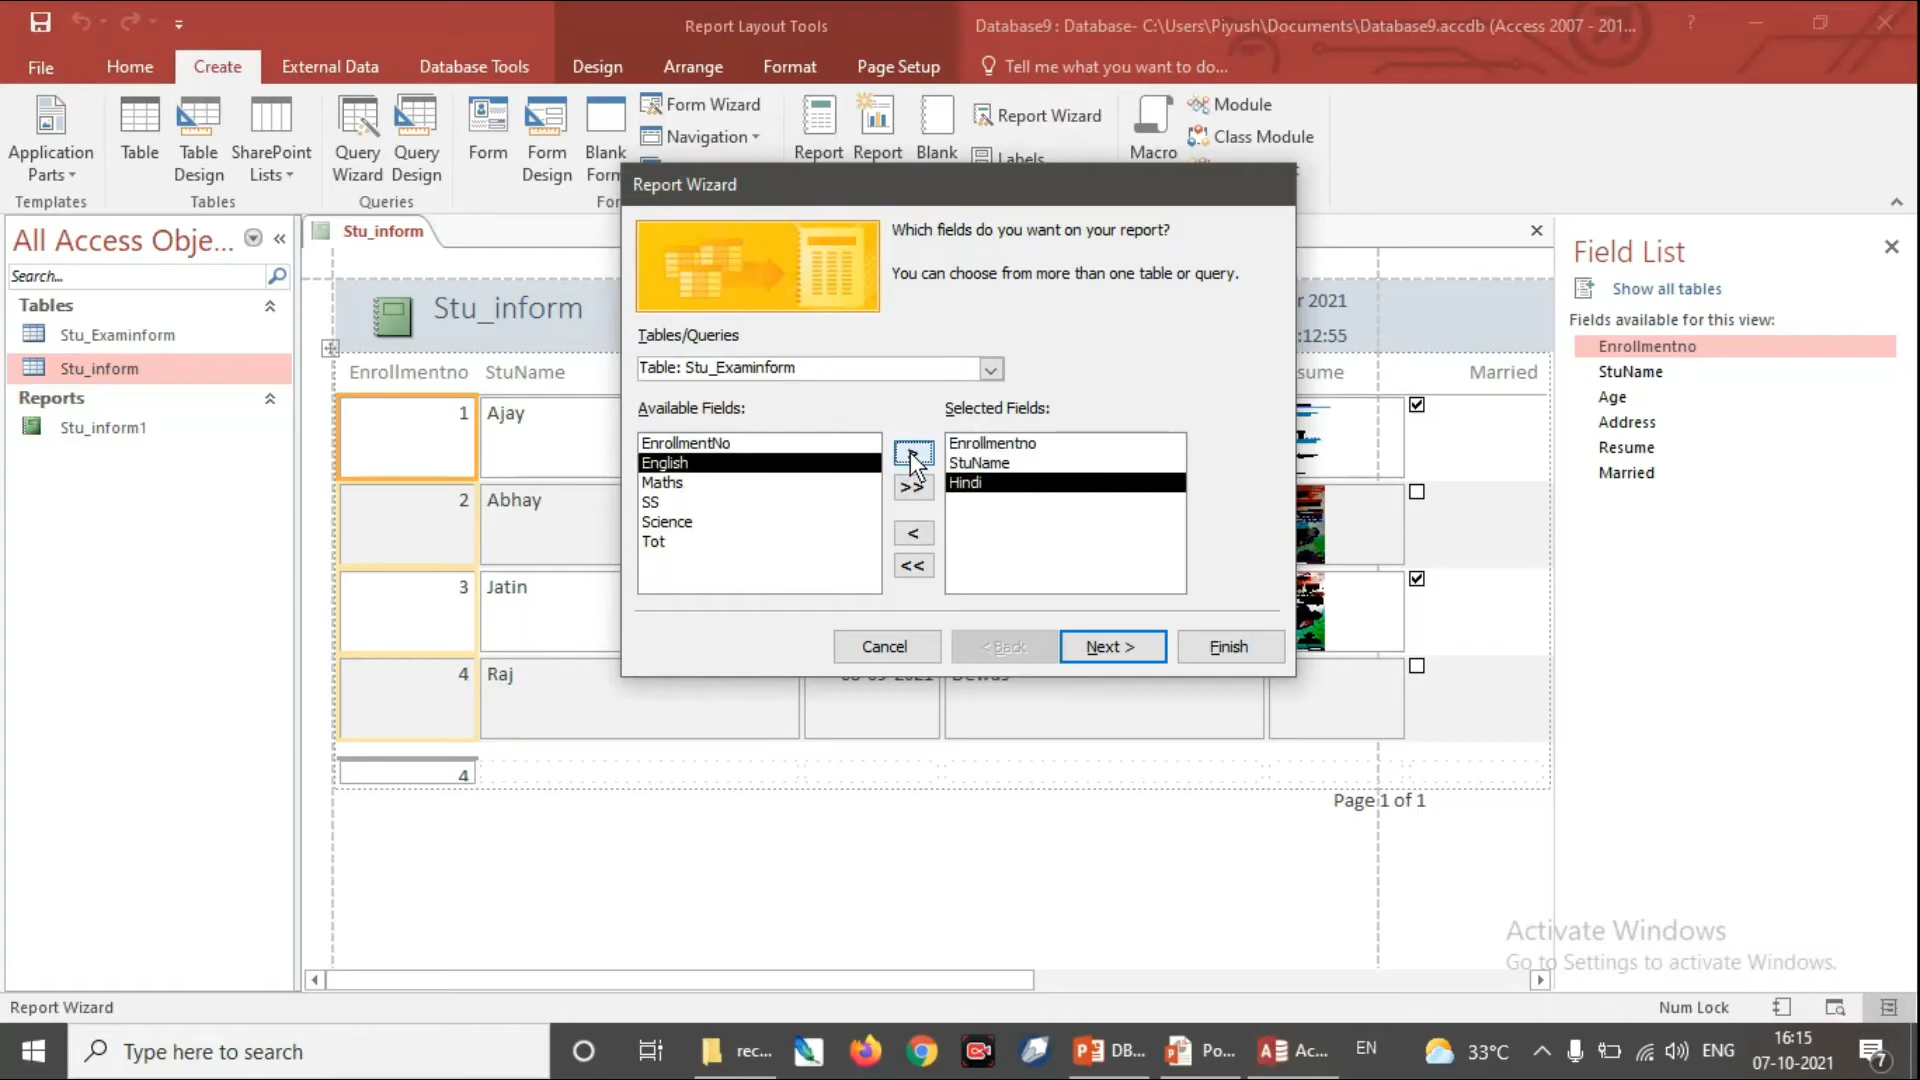 Report Layout Tools
Database9 : Database- C:\Users\Piyush\Documents\Database9.accdb (Access 2007 - 201...
File
Home
Create
External Data
Database Tools
Design
Arrange
Format
Page Setup
Tell me what you want to do...
Application Parts
Table
Table Design
SharePoint Lists
Query Wizard
Query Design
Form
Form Design
Blank Form
Form Wizard
Navigation
Report
Report
Blank
Report Wizard
Labels
Macro
Module
Class Module
Templates
Tables
Queries
All Access Obje...
Search...
Tables
Stu_Examinform
Stu_inform
Reports
Stu_inform1
Stu_inform
Stu_inform
r 2021
:12:55
Enrollmentno
StuName
sume
Married
1
Ajay
2
Abhay
3
Jatin
4
Raj
4
Page 1 of 1
Report Wizard
Which fields do you want on your report?
You can choose from more than one table or query.
Tables/Queries
Table: Stu_Examinform
Available Fields:
Selected Fields:
EnrollmentNo
English
Maths
SS
Science
Tot
>
>>
<
<<
Enrollmentno
StuName
Hindi
Cancel
< Back
Next >
Finish
Field List
Show all tables
Fields available for this view:
Enrollmentno
StuName
Age
Address
Resume
Married
Activate Windows
Go to Settings to activate Windows.
Report Wizard
Num Lock
Type here to search
rec...
DB...
Po...
Ac...
EN
33°C
ENG
16:15
07-10-2021
7